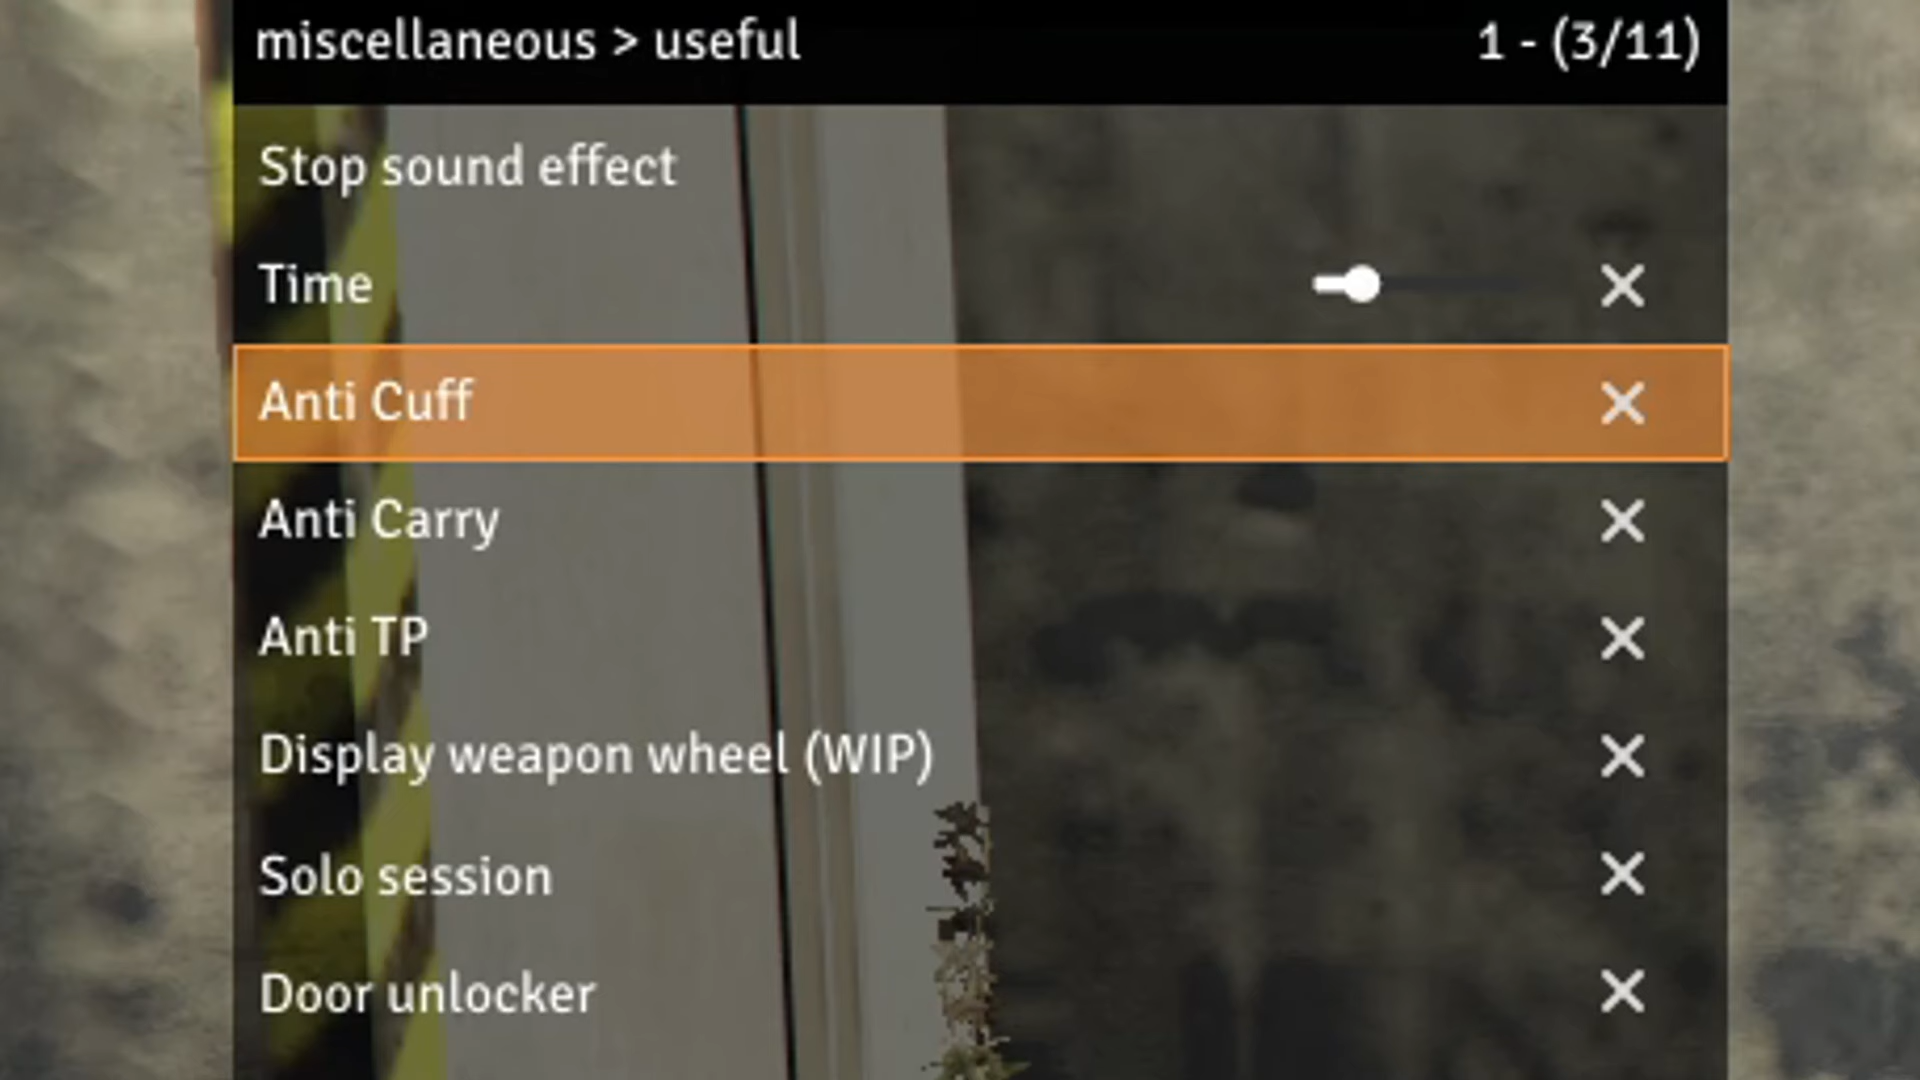 miscellaneous > useful 1 - (3/11)
Stop sound effect
Time
Anti Cuff
Anti Carry
Anti TP
Display weapon wheel (WIP)
Solo session
Door unlocker